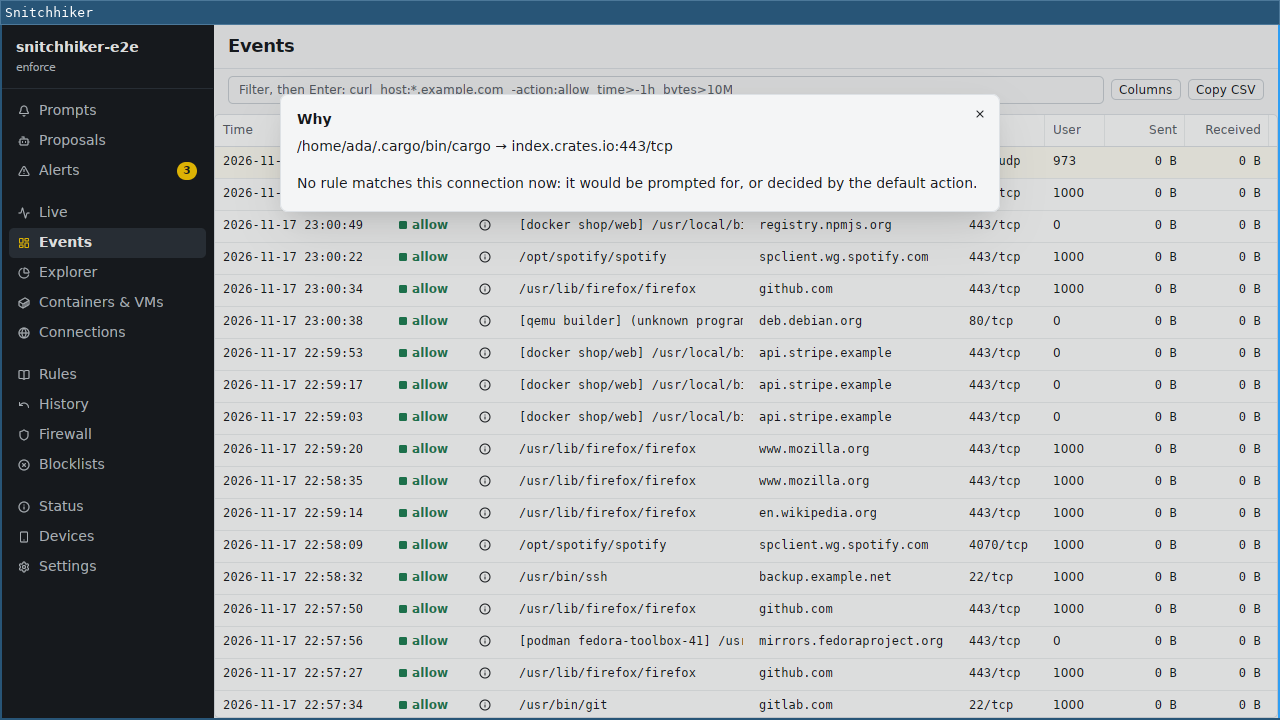 Snitchhiker
snitchhiker-e2e
enforce
Prompts
Proposals
Alerts 3
Live
Events
Explorer
Containers & VMs
Connections
Rules
History
Firewall
Blocklists
Status
Devices
Settings
Events
Filter, then Enter: curl host:*.example.com -action:allow time>-1h bytes>10M
Columns
Copy CSV
Why
×
/home/ada/.cargo/bin/cargo → index.crates.io:443/tcp
No rule matches this connection now: it would be prompted for, or decided by the default action.
Time User Sent Received
2026-11- udp 973 0 B 0 B
2026-11- tcp 1000 0 B 0 B
2026-11-17 23:00:49 allow [docker shop/web] /usr/local/bi registry.npmjs.org 443/tcp 0 0 B 0 B
2026-11-17 23:00:22 allow /opt/spotify/spotify spclient.wg.spotify.com 443/tcp 1000 0 B 0 B
2026-11-17 23:00:34 allow /usr/lib/firefox/firefox github.com 443/tcp 1000 0 B 0 B
2026-11-17 23:00:38 allow [qemu builder] (unknown program deb.debian.org 80/tcp 0 0 B 0 B
2026-11-17 22:59:53 allow [docker shop/web] /usr/local/bi api.stripe.example 443/tcp 0 0 B 0 B
2026-11-17 22:59:17 allow [docker shop/web] /usr/local/bi api.stripe.example 443/tcp 0 0 B 0 B
2026-11-17 22:59:03 allow [docker shop/web] /usr/local/bi api.stripe.example 443/tcp 0 0 B 0 B
2026-11-17 22:59:20 allow /usr/lib/firefox/firefox www.mozilla.org 443/tcp 1000 0 B 0 B
2026-11-17 22:58:35 allow /usr/lib/firefox/firefox www.mozilla.org 443/tcp 1000 0 B 0 B
2026-11-17 22:59:14 allow /usr/lib/firefox/firefox en.wikipedia.org 443/tcp 1000 0 B 0 B
2026-11-17 22:58:09 allow /opt/spotify/spotify spclient.wg.spotify.com 4070/tcp 1000 0 B 0 B
2026-11-17 22:58:32 allow /usr/bin/ssh backup.example.net 22/tcp 1000 0 B 0 B
2026-11-17 22:57:50 allow /usr/lib/firefox/firefox github.com 443/tcp 1000 0 B 0 B
2026-11-17 22:57:56 allow [podman fedora-toolbox-41] /usr mirrors.fedoraproject.org 443/tcp 0 0 B 0 B
2026-11-17 22:57:27 allow /usr/lib/firefox/firefox github.com 443/tcp 1000 0 B 0 B
2026-11-17 22:57:34 allow /usr/bin/git gitlab.com 22/tcp 1000 0 B 0 B